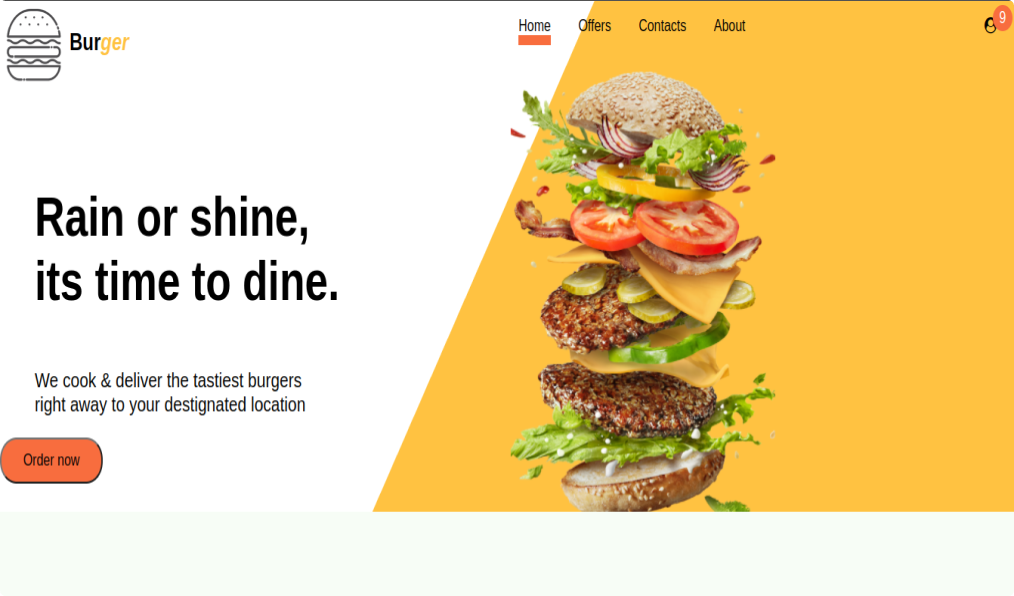 Burger
Home Offers Contacts About
9
Rain or shine,
its time to dine.
We cook & deliver the tastiest burgers
right away to your destignated location
Order now